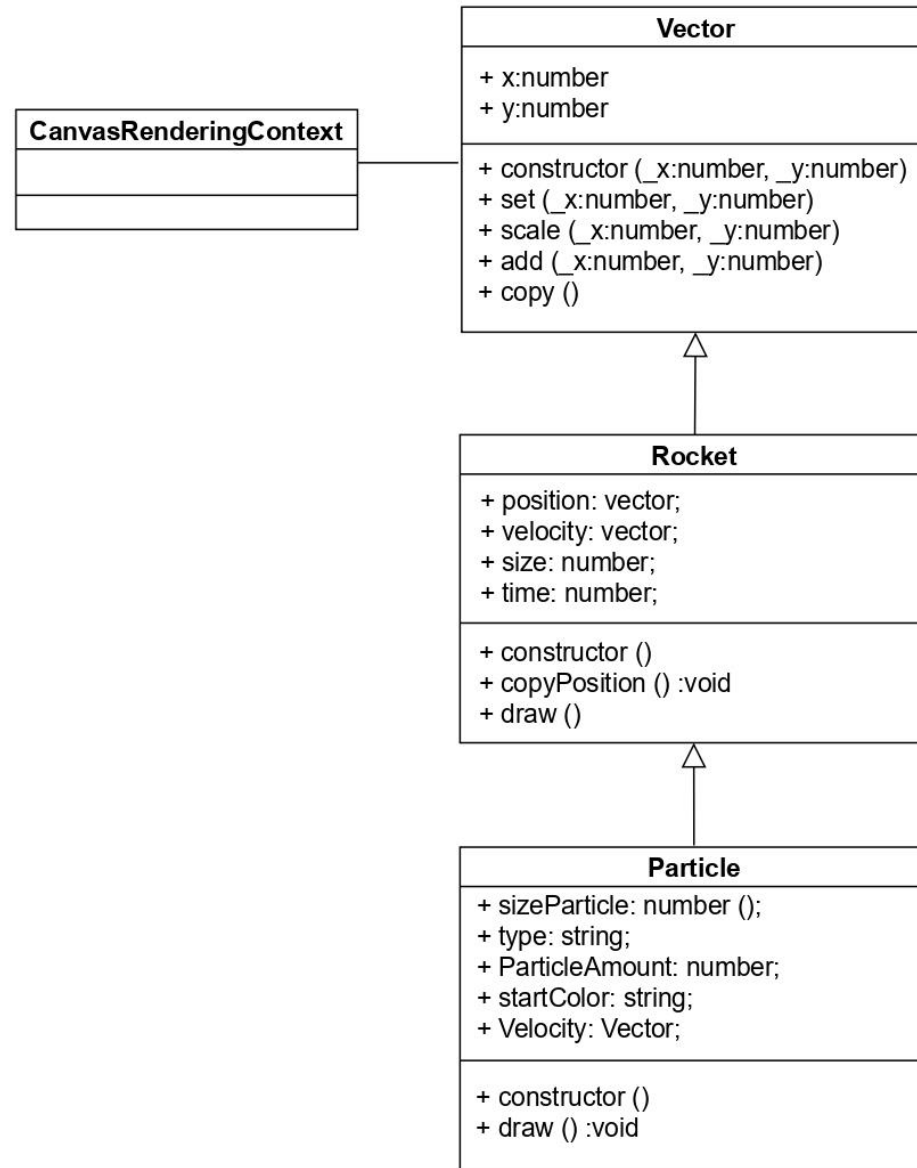 CanvasRenderingContext
Vector
+ x:number
+ y:number
+ constructor (_x:number, _y:number)
+ set (_x:number, _y:number)
+ scale (_x:number, _y:number)
+ add (_x:number, _y:number)
+ copy ()
Rocket
+ position: vector;
+ velocity: vector;
+ size: number;
+ time: number;
+ constructor ()
+ copyPosition () :void
+ draw ()
Particle
+ sizeParticle: number ();
+ type: string;
+ ParticleAmount: number;
+ startColor: string;
+ Velocity: Vector;
+ constructor ()
+ draw () :void